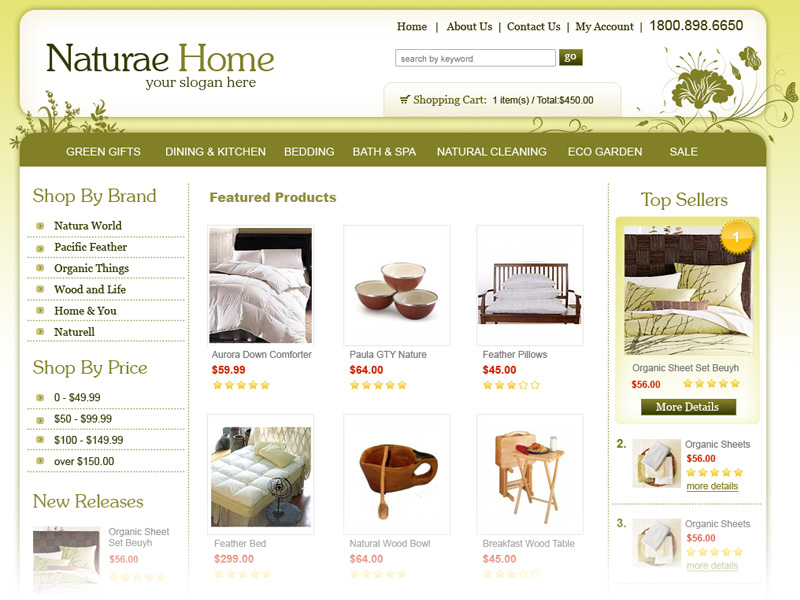 Home | About Us | Contact Us | My Account | 1800.898.6650
Naturae Home
your slogan here
search by keyword
go
Shopping Cart: 1 item(s) / Total:$450.00
GREEN GIFTS DINING & KITCHEN BEDDING BATH & SPA NATURAL CLEANING ECO GARDEN SALE
Shop By Brand
Natura World
Pacific Feather
Organic Things
Wood and Life
Home & You
Naturell
Shop By Price
0 - $49.99
$50 - $99.99
$100 - $149.99
over $150.00
New Releases
Organic Sheet
Set Beuyh
$56.00
Featured Products
Aurora Down Comforter
$59.99
Paula GTY Nature
$64.00
Feather Pillows
$45.00
Feather Bed
$299.00
Natural Wood Bowl
$64.00
Breakfast Wood Table
$45.00
Top Sellers
1
Organic Sheet Set Beuyh
$56.00
More Details
2.
Organic Sheets
$56.00
more details
3.
Organic Sheets
$56.00
more details